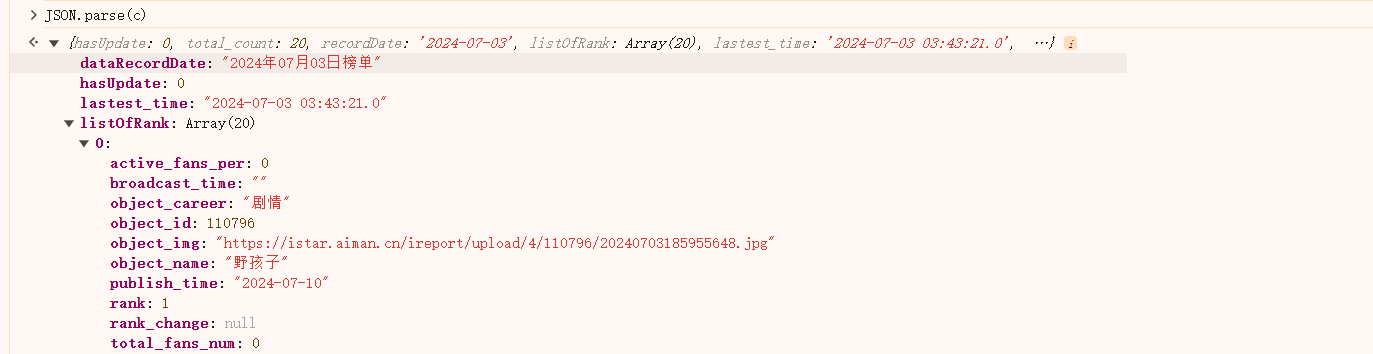 JSON.parse(c)
{hasUpdate: 0, total_count: 20, recordDate: '2024-07-03', listOfRank: Array(20), lastest_time: '2024-07-03 03:43:21.0', …}
dataRecordDate: "2024年07月03日榜单"
hasUpdate: 0
lastest_time: "2024-07-03 03:43:21.0"
listOfRank: Array(20)
0:
active_fans_per: 0
broadcast_time: ""
object_career: "剧情"
object_id: 110796
object_img: "https://istar.aiman.cn/ireport/upload/4/110796/20240703185955648.jpg"
object_name: "野孩子"
publish_time: "2024-07-10"
rank: 1
rank_change: null
total_fans_num: 0